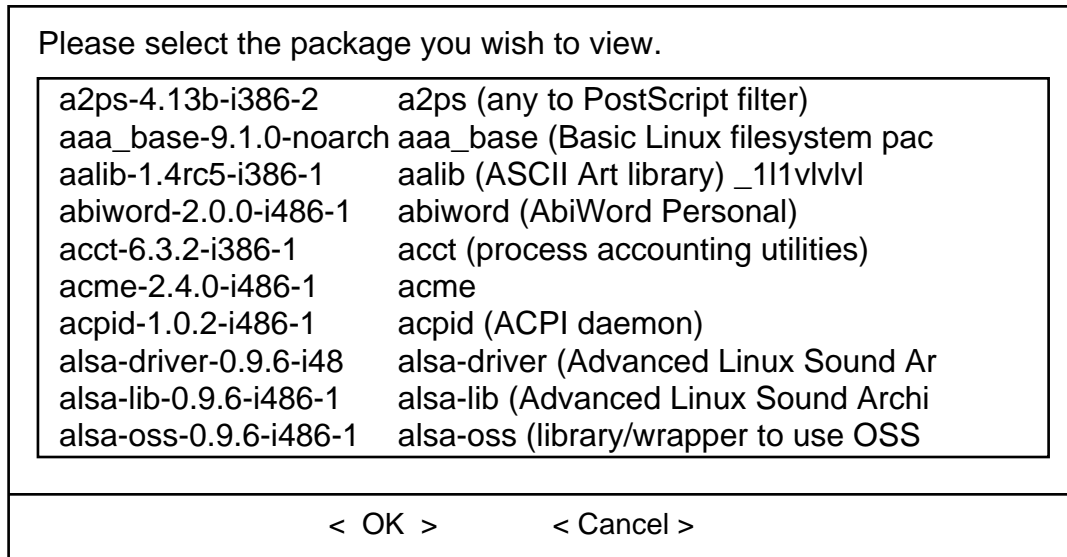 Please select the package you wish to view.
a2ps-4.13b-i386-2 a2ps (any to PostScript filter)
aaa_base-9.1.0-noarch aaa_base (Basic Linux filesystem pac
aalib-1.4rc5-i386-1 aalib (ASCII Art library) _1l1vlvlvl
abiword-2.0.0-i486-1 abiword (AbiWord Personal)
acct-6.3.2-i386-1 acct (process accounting utilities)
acme-2.4.0-i486-1 acme
acpid-1.0.2-i486-1 acpid (ACPI daemon)
alsa-driver-0.9.6-i48 alsa-driver (Advanced Linux Sound Ar
alsa-lib-0.9.6-i486-1 alsa-lib (Advanced Linux Sound Archi
alsa-oss-0.9.6-i486-1 alsa-oss (library/wrapper to use OSS
< OK > < Cancel >